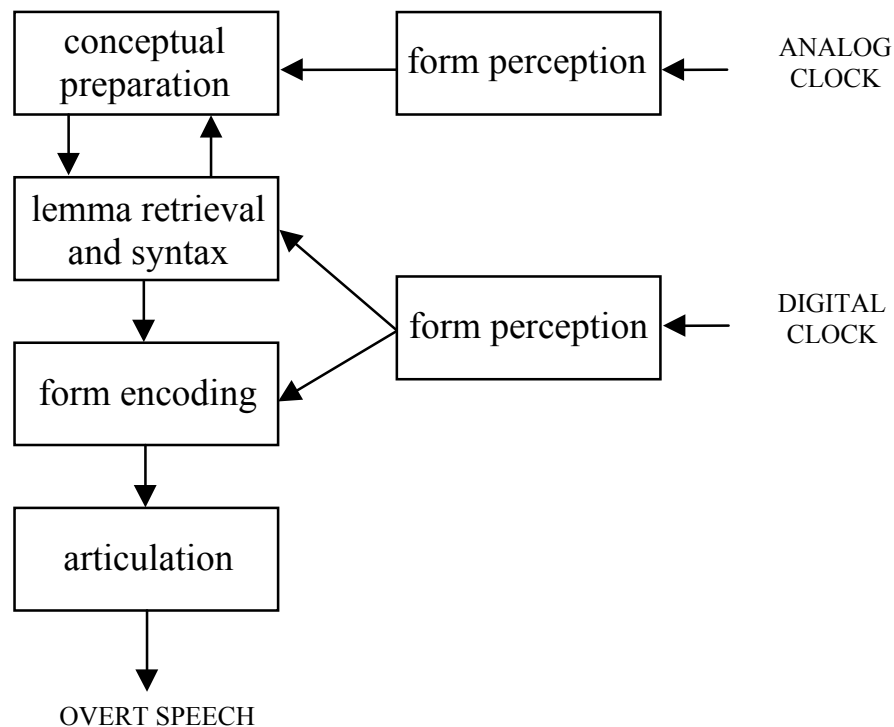 conceptual
preparation
form perception
ANALOG
CLOCK
lemma retrieval
and syntax
form perception
DIGITAL
CLOCK
form encoding
articulation
OVERT SPEECH